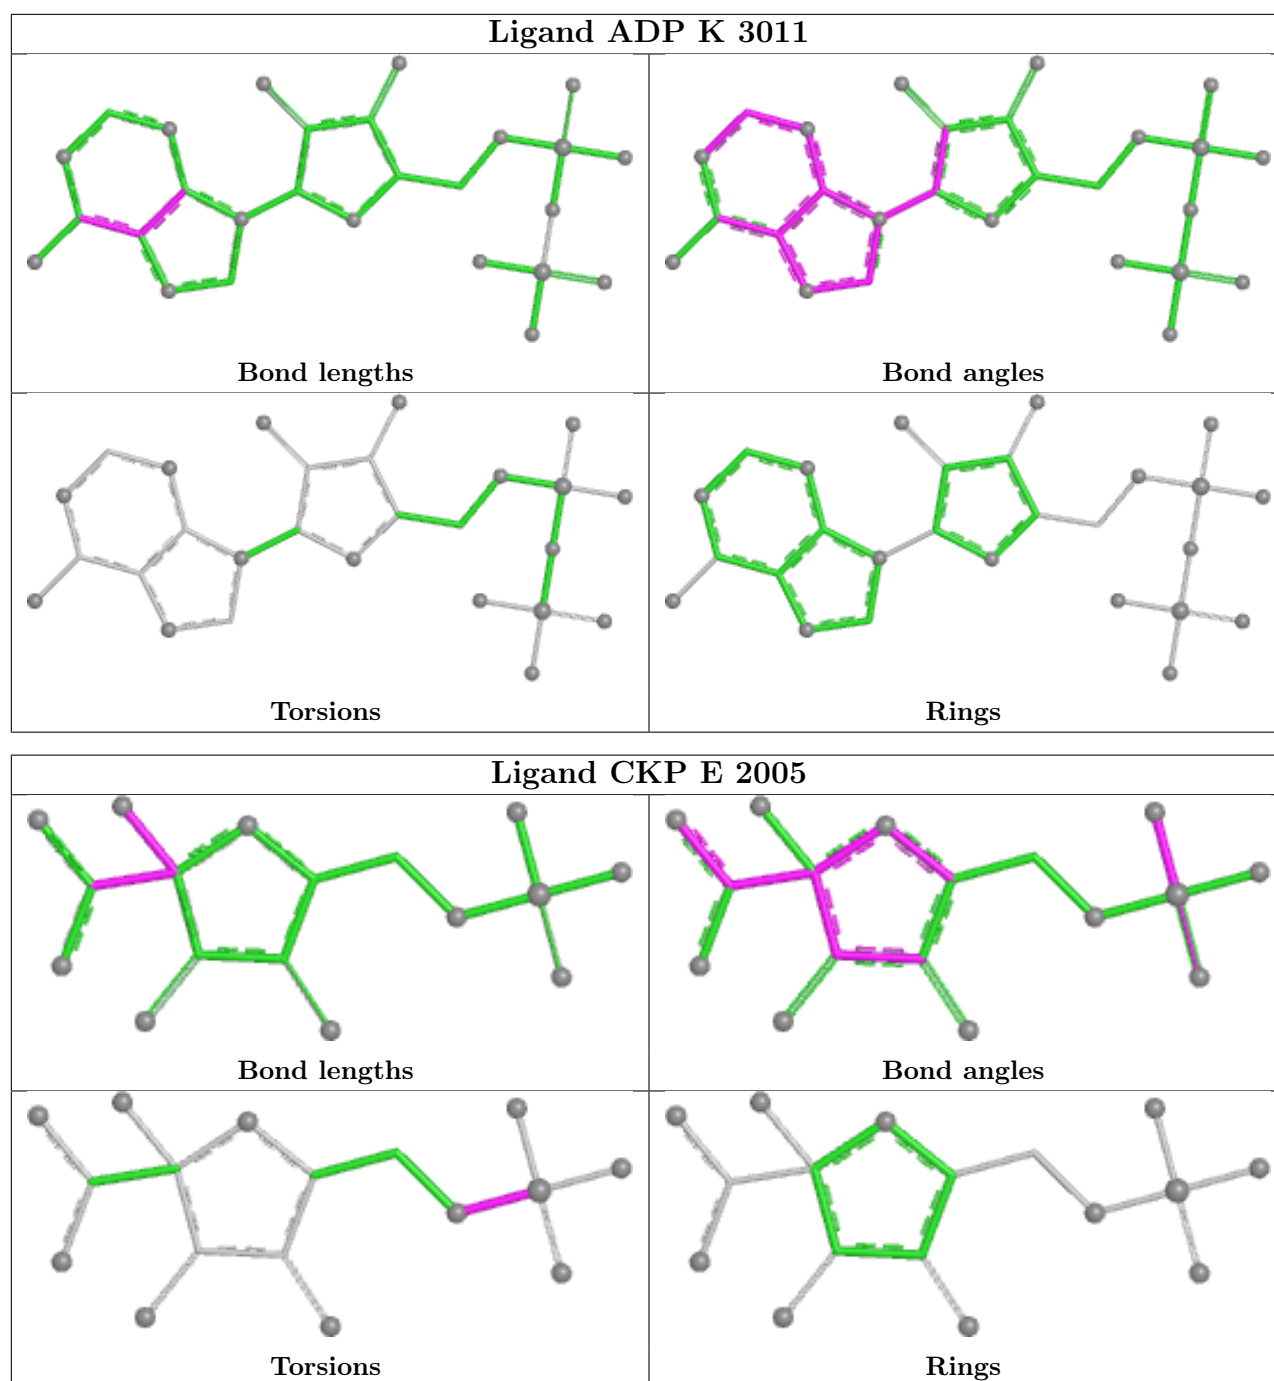 Ligand ADP K 3011
Bond lengths
Bond angles
Torsions
Rings
Ligand CKP E 2005
Bond lengths
Bond angles
Torsions
Rings